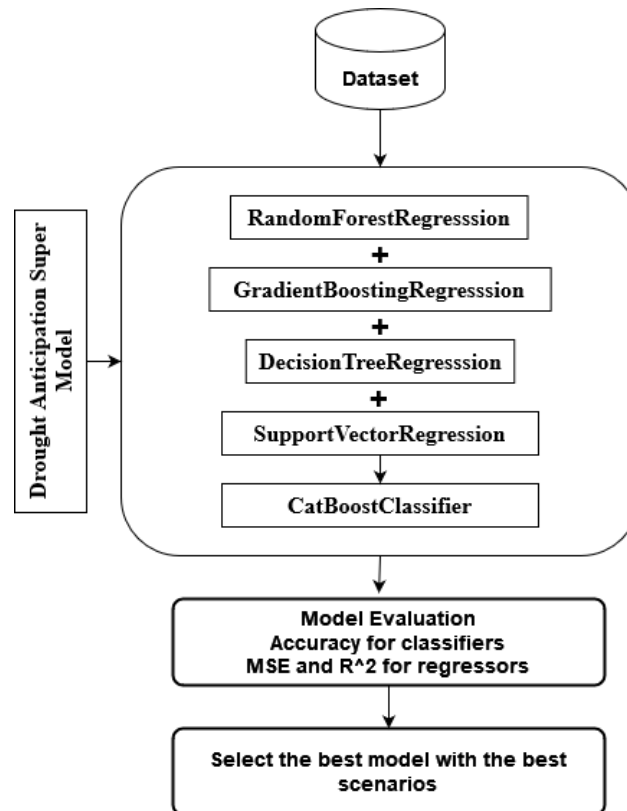 Dataset
RandomForestRegresssion
+
GradientBoostingRegresssion
+
DecisionTreeRegresssion
+
SupportVectorRegression
CatBoostClassifier
Drought Anticipation Super
Model
Model Evaluation
Accuracy for classifiers
MSE and R^2 for regressors
Select the best model with the best
scenarios